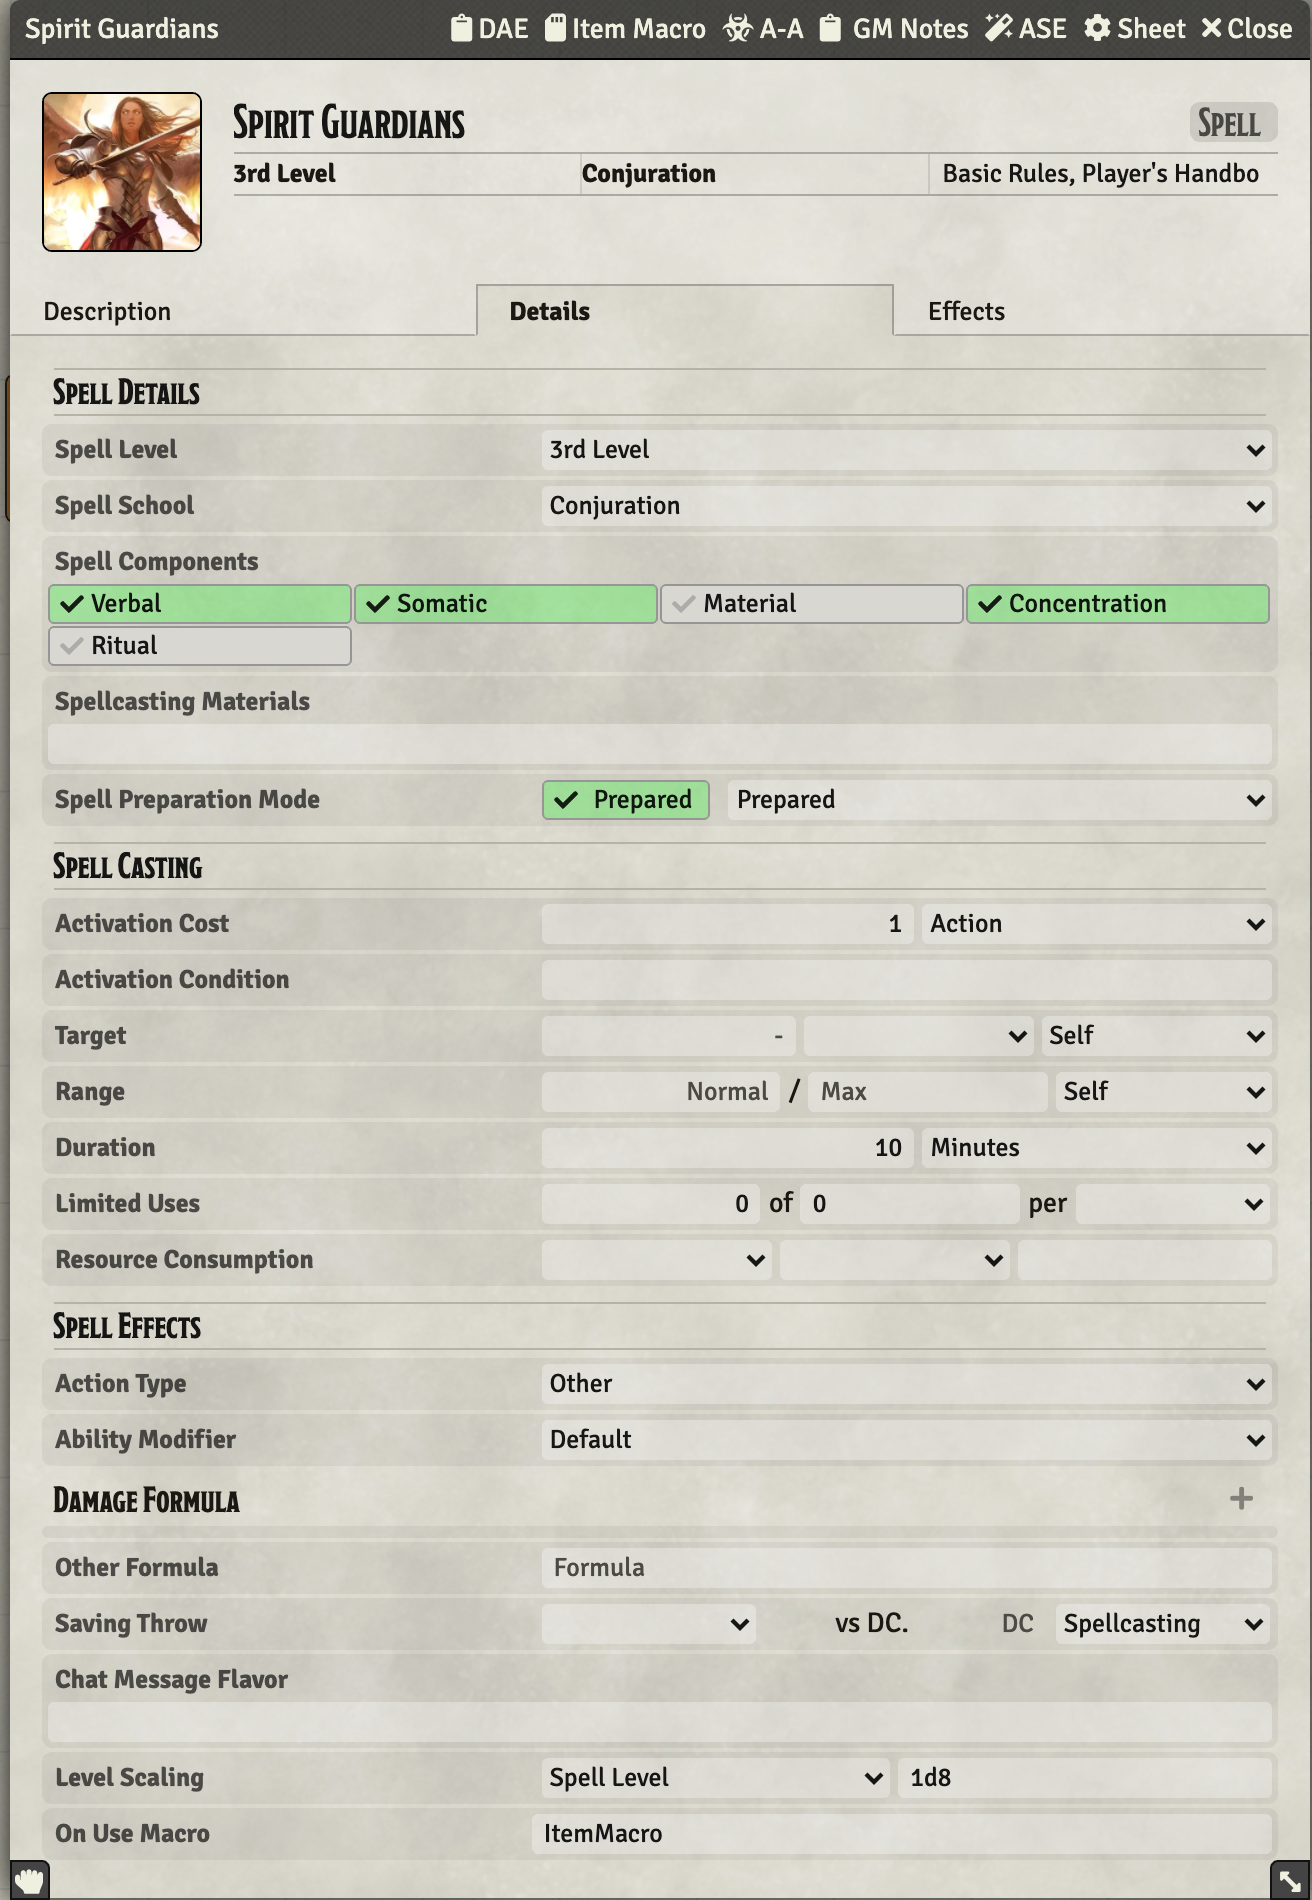 Spirit Guardians DAE Item Macro A-A GM Notes ASE Sheet Close
Spirit Guardians Spell
3rd Level Conjuration Basic Rules, Player's Handbo
Description Details Effects
Spell Details
Spell Level 3rd Level
Spell School Conjuration
Spell Components
Verbal Somatic Material Concentration
Ritual
Spellcasting Materials
Spell Preparation Mode Prepared Prepared
Spell Casting
Activation Cost 1 Action
Activation Condition
Target - Self
Range Normal / Max Self
Duration 10 Minutes
Limited Uses 0 of 0 per
Resource Consumption
Spell Effects
Action Type Other
Ability Modifier Default
Damage Formula
Other Formula Formula
Saving Throw vs DC. DC Spellcasting
Chat Message Flavor
Level Scaling Spell Level 1d8
On Use Macro ItemMacro